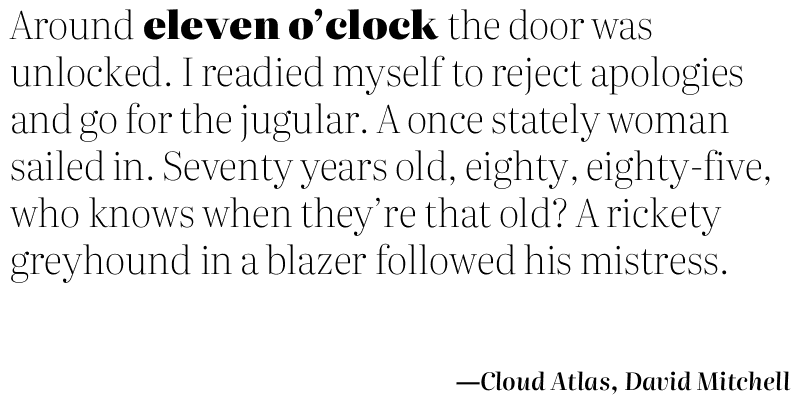 Around eleven o’clock the door was
unlocked. I readied myself to reject apologies
and go for the jugular. A once stately woman
sailed in. Seventy years old, eighty, eighty-five,
who knows when they’re that old? A rickety
greyhound in a blazer followed his mistress.
—Cloud Atlas, David Mitchell